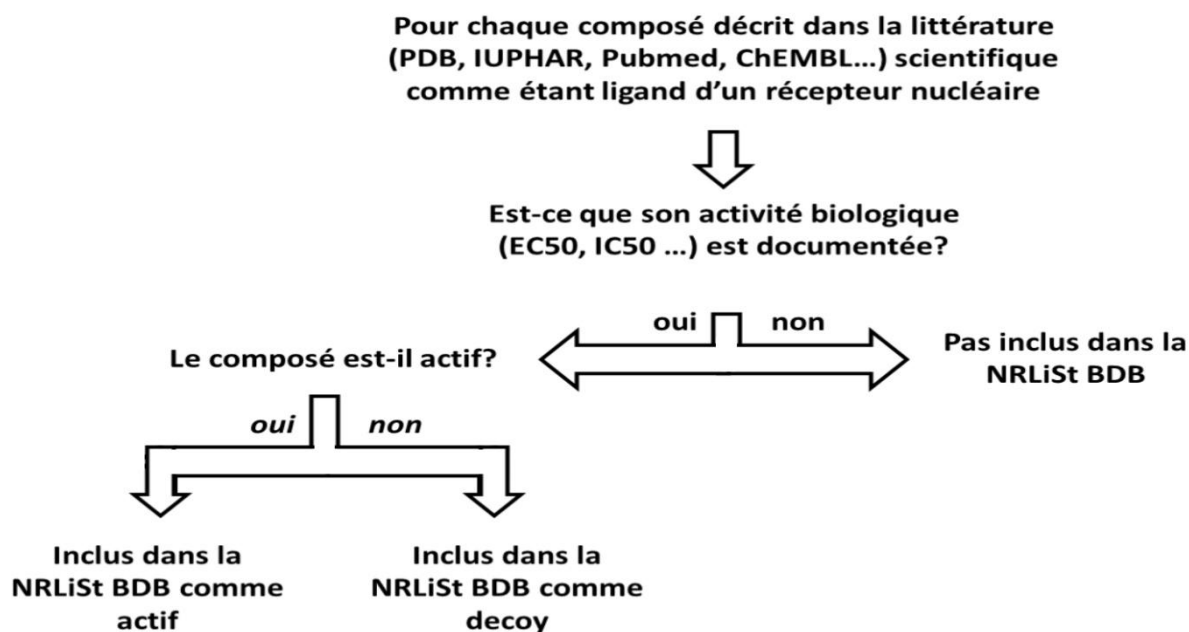 Pour chaque composé décrit dans la littérature
(PDB, IUPHAR, Pubmed, ChEMBL...) scientifique
comme étant ligand d'un récepteur nucléaire
Est-ce que son activité biologique
(EC50, IC50 ...) est documentée?
oui non
Le composé est-il actif?
Pas inclus dans la
NRLiSt BDB
oui non
Inclus dans la
NRLiSt BDB comme
actif
Inclus dans la
NRLiSt BDB comme
decoy